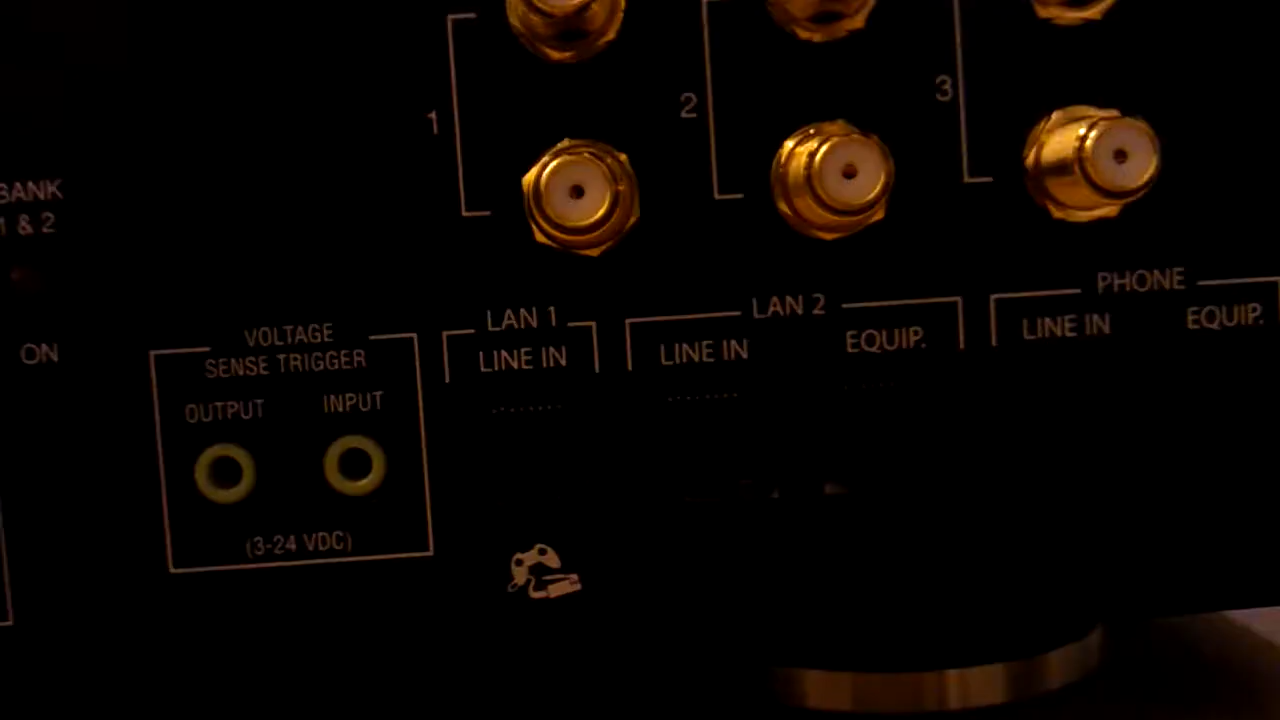 1
2
3
BANK
1 & 2
ON
VOLTAGE
SENSE TRIGGER
OUTPUT INPUT
(3-24 VDC)
LAN 1
LINE IN
LAN 2
LINE IN EQUIP.
PHONE
LINE IN EQUIP.